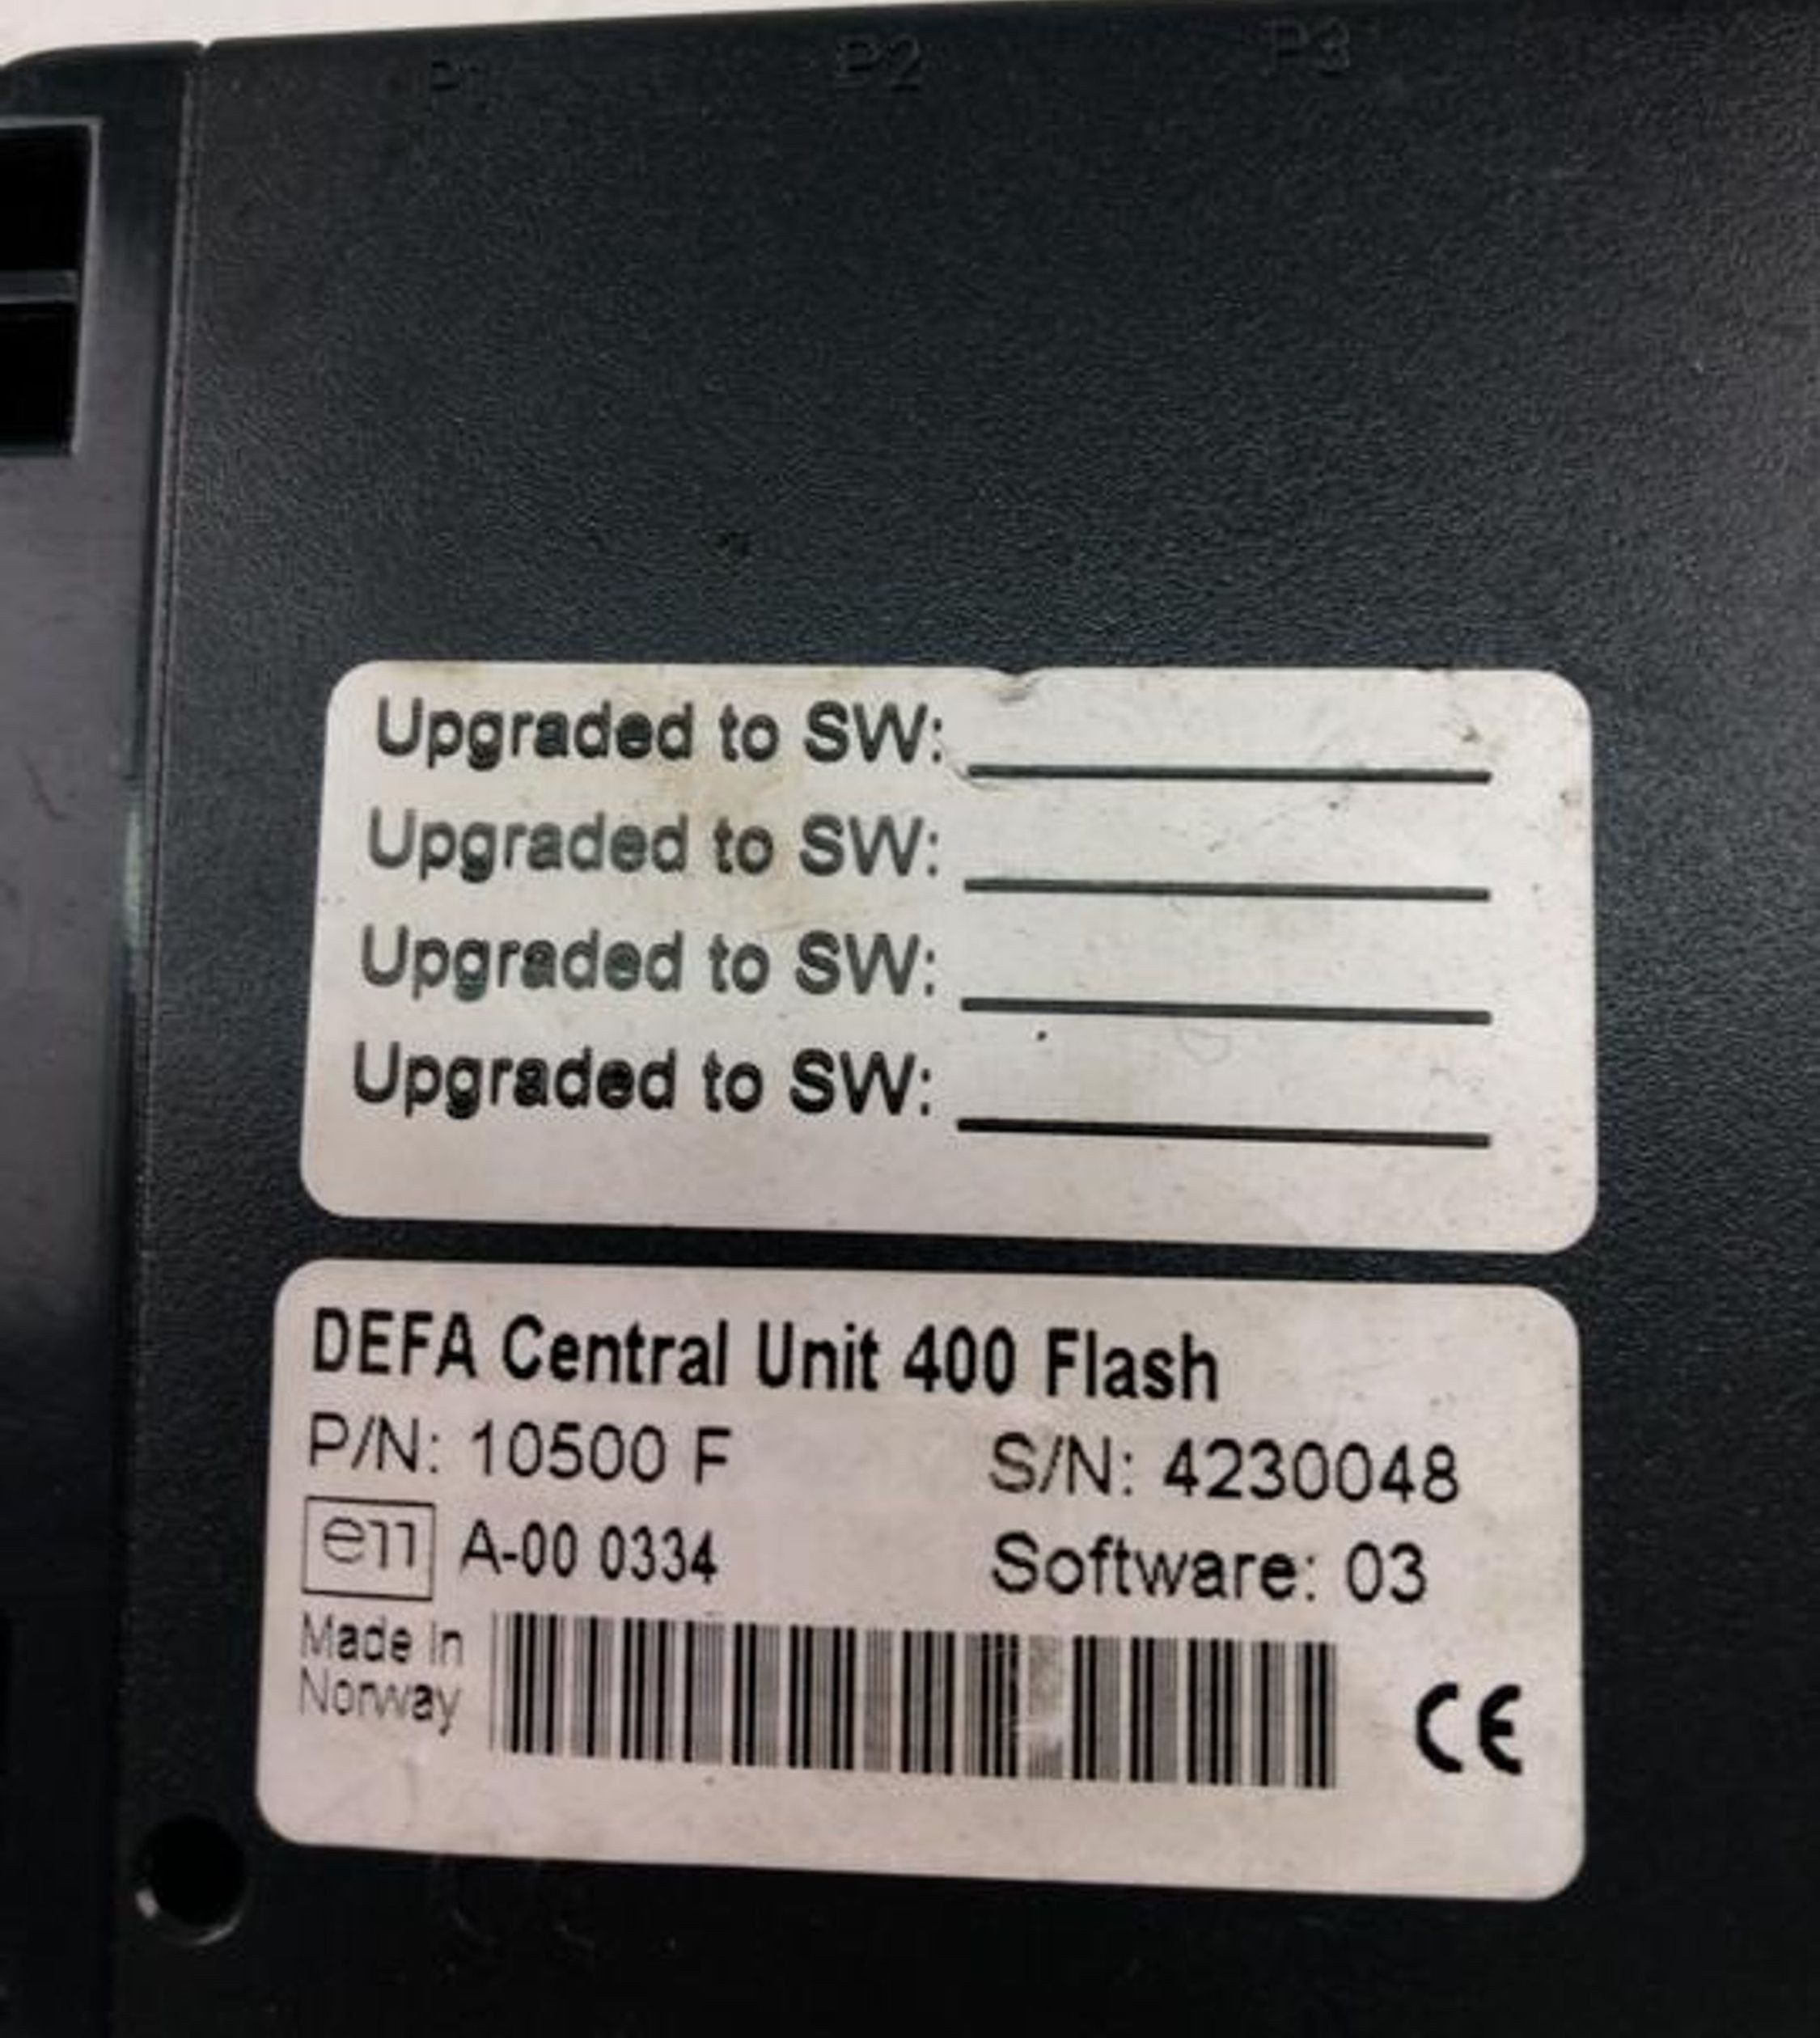 P1 P2 P3
Upgraded to SW:
Upgraded to SW:
Upgraded to SW:
Upgraded to SW:
DEFA Central Unit 400 Flash
P/N: 10500 F S/N: 4230048
e11 A-00 0334 Software: 03
Made in
Norway
CE